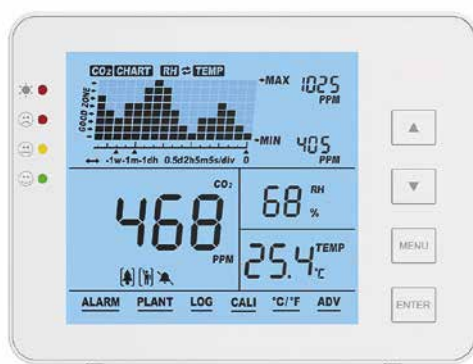 CO₂ CHART RH ⇄ TEMP
MAX 1025
PPM
GOOD ZONE
MIN 405
PPM
↔ -1w-1m-1dh 0.5d2h5m5s/div 0
CO₂
468
PPM
68 RH
%
25.4 TEMP
°C
ALARM PLANT LOG CALI °C/°F ADV
MENU
ENTER